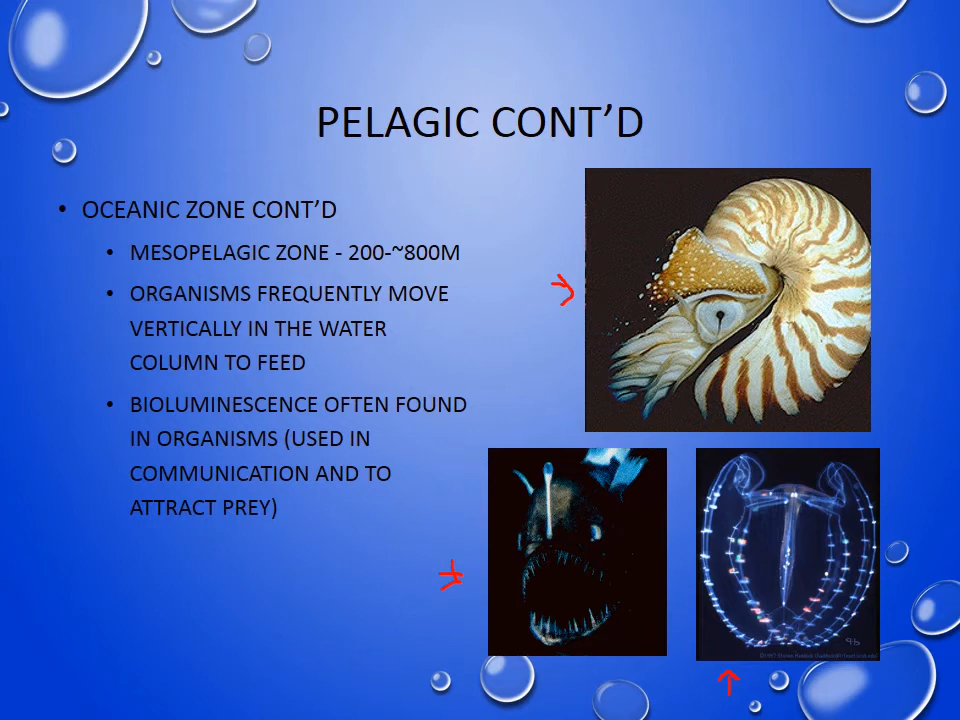 PELAGIC CONT’D
• OCEANIC ZONE CONT’D
• MESOPELAGIC ZONE - 200-~800M
• ORGANISMS FREQUENTLY MOVE
VERTICALLY IN THE WATER
COLUMN TO FEED
• BIOLUMINESCENCE OFTEN FOUND
IN ORGANISMS (USED IN
COMMUNICATION AND TO
ATTRACT PREY)